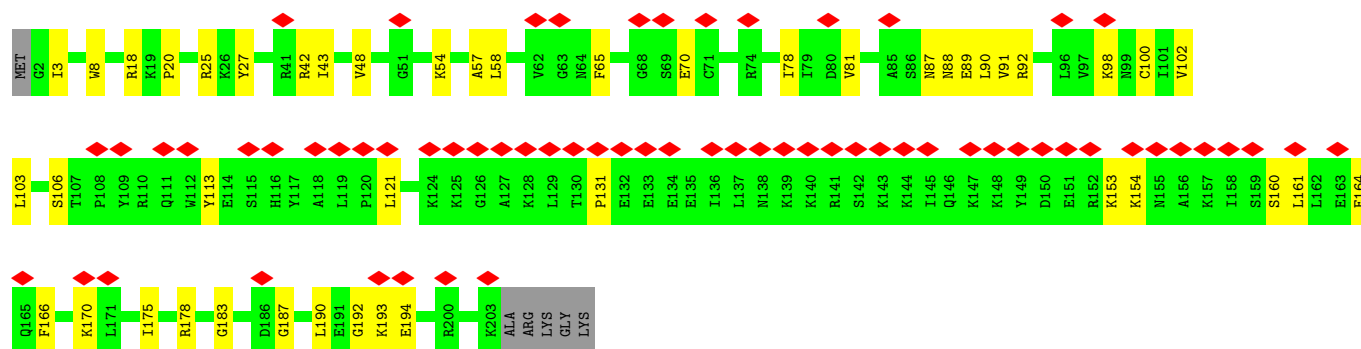 MET G2 I3 W8 R18 K19 P20 R25 K26 Y27 R41 R42 I43 V48 G51 K54 A57 L58 V62 G63 N64 F65 G68 S69 E70 C71 R74 I78 I79 D80 V81 A85 S86 N87 N88 E89 L90 V91 R92 L96 V97 K98 N99 C100 I101 V102
L103 S106 T107 P108 Y109 R110 Q111 W112 Y113 E114 S115 H116 Y117 A118 L119 P120 L121 K124 K125 G126 A127 K128 L129 T130 P131 E132 E133 E134 E135 I136 L137 N138 K139 K140 R141 S142 K143 K144 I145 Q146 K147 K148 Y149 D150 E151 R152 K153 K154 N155 A156 K157 I158 S159 S160 L161 L162 E163
Q165 F166 K170 L171 I175 R178 G183 D186 G187 L190 E191 G192 K193 E194 R200 K203 ALA ARG LYS GLY LYS